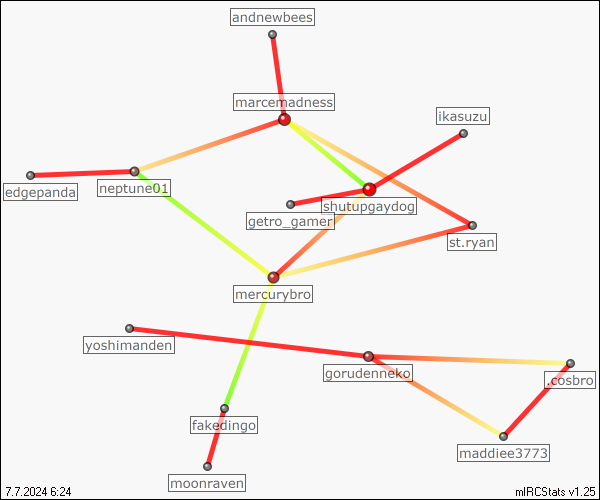 andnewbees
marcemadness
ikasuzu
edgepanda
neptune01
shutupgaydog
getro_gamer
st.ryan
mercurybro
yoshimanden
gorudenneko
.cosbro
fakedingo
maddiee3773
moonraven
7.7.2024 6:24
mIRCStats v1.25